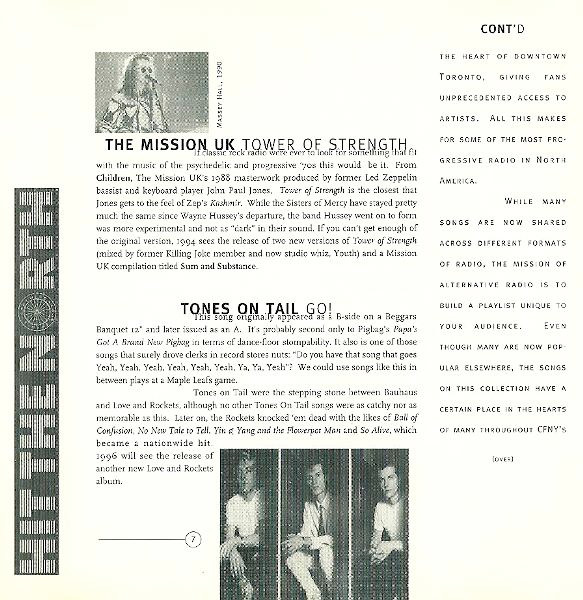 CONT'D
MASSEY HALL, 1990
THE MISSION UK TOWER OF STRENGTH
If classic rock radio were ever to look for something that fit
with the music of the psychedelic and progressive '70s this would be it. From
Children, The Mission UK's 1988 masterwork produced by former Led Zeppelin
bassist and keyboard player John Paul Jones, Tower of Strength is the closest that
Jones gets to the feel of Zep's Kashmir. While the Sisters of Mercy have stayed pretty
much the same since Wayne Hussey's departure, the band Hussey went on to form
was more experimental and not as "dark" in their sound. If you can't get enough of
the original version, 1994 sees the release of two new versions of Tower of Strength
(mixed by former Killing Joke member and now studio whiz, Youth) and a Mission
UK compilation titled Sum and Substance.
TONES ON TAIL GO!
This song originally appeared as a B-side on a Beggars
Banquet 12" and later issued as an A. It's probably second only to Pigbag's Papa's
Got A Brand New Pigbag in terms of dance-floor stompability. It also is one of those
songs that surely drove clerks in record stores nuts: "Do you have that song that goes
Yeah, Yeah, Yeah, Yeah, Yeah, Yeah, Ya, Ya, Yeah"? We could use songs like this in
between plays at a Maple Leafs game.
Tones on Tail were the stepping stone between Bauhaus
and Love and Rockets, although no other Tones On Tail songs were as catchy nor as
memorable as this. Later on, the Rockets knocked 'em dead with the likes of Ball of
Confusion, No New Tale to Tell, Yin & Yang and the Flowerpot Man and So Alive, which
became a nationwide hit.
1996 will see the release of
another new Love and Rockets
album.
7
THE HEART OF DOWNTOWN
TORONTO, GIVING FANS
UNPRECEDENTED ACCESS TO
ARTISTS. ALL THIS MAKES
FOR SOME OF THE MOST PRO-
GRESSIVE RADIO IN NORTH
AMERICA.
WHILE MANY
SONGS ARE NOW SHARED
ACROSS DIFFERENT FORMATS
OF RADIO, THE MISSION OF
ALTERNATIVE RADIO IS TO
BUILD A PLAYLIST UNIQUE TO
YOUR AUDIENCE. EVEN
THOUGH MANY ARE NOW POP-
ULAR ELSEWHERE, THE SONGS
ON THIS COLLECTION HAVE A
CERTAIN PLACE IN THE HEARTS
OF MANY THROUGHOUT CFNY'S
(OVER)